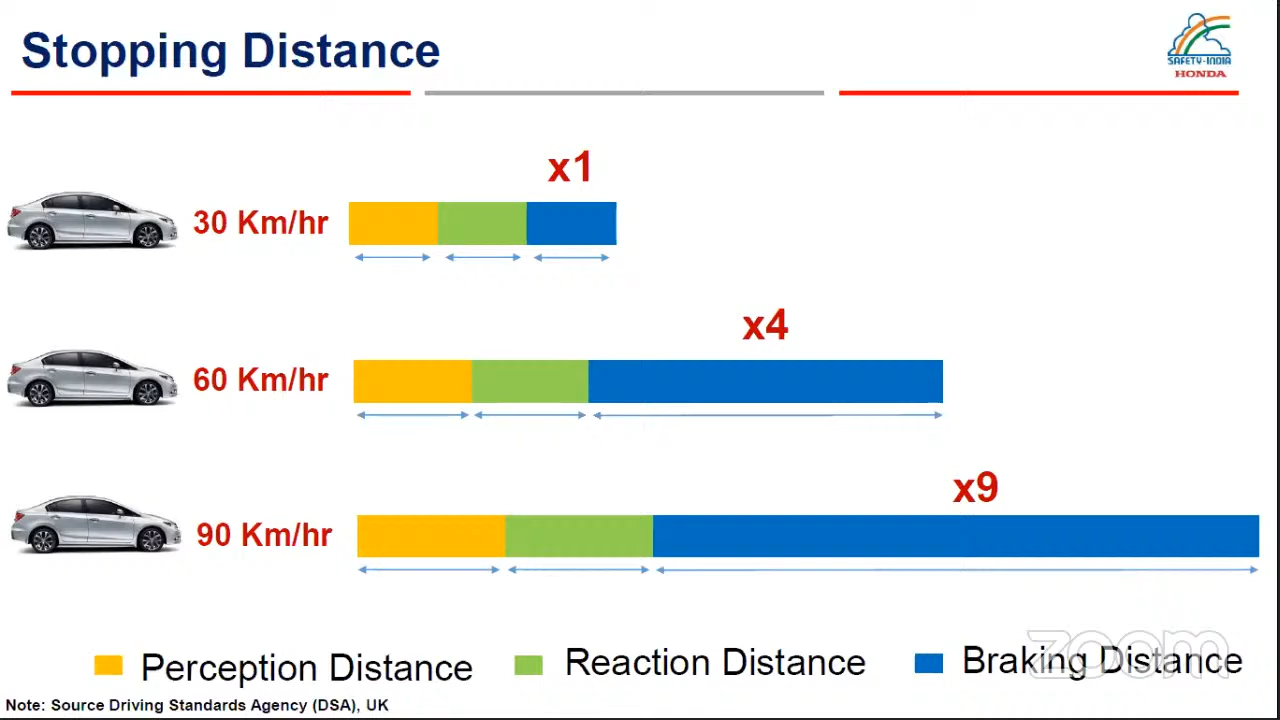 Stopping Distance
SAFETY-INDIA
HONDA
x1
30 Km/hr
x4
60 Km/hr
x9
90 Km/hr
Perception Distance
Reaction Distance
Braking Distance
zoom
Note: Source Driving Standards Agency (DSA), UK